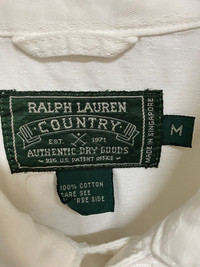 RALPH LAUREN
COUNTRY
EST. 1971
AUTHENTIC DRY GOODS
REG. U.S. PATENT OFFICE
MADE IN SINGAPORE
M
100% COTTON
CARE SEE
RSE SIDE